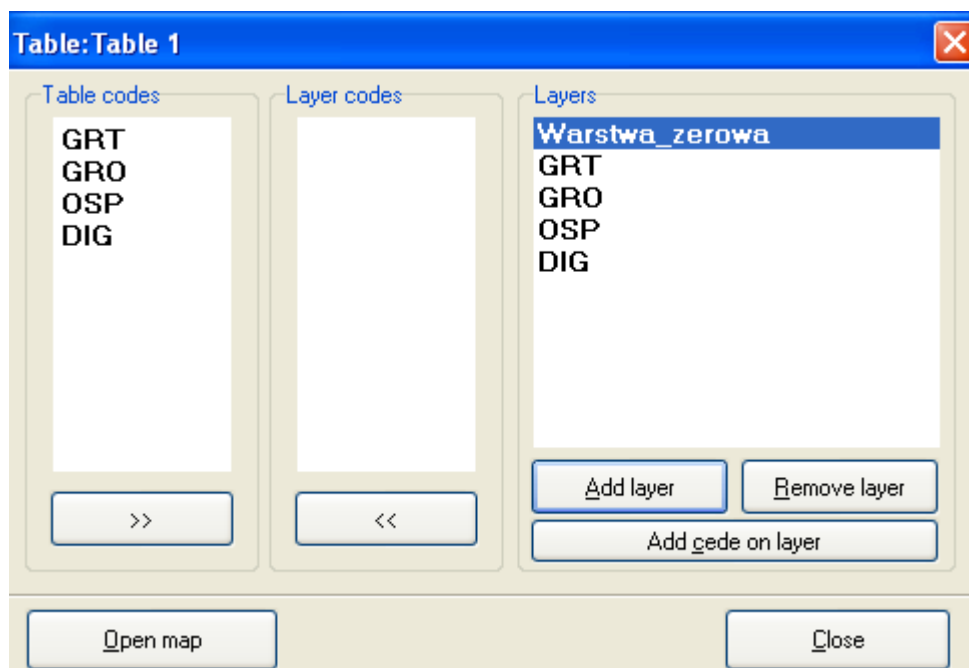 Table: Table 1
Table codes
GRT
GRO
OSP
DIG
>>
Layer codes
<<
Layers
Warstwa_zerowa
GRT
GRO
OSP
DIG
Add layer
Remove layer
Add cede on layer
Open map
Close